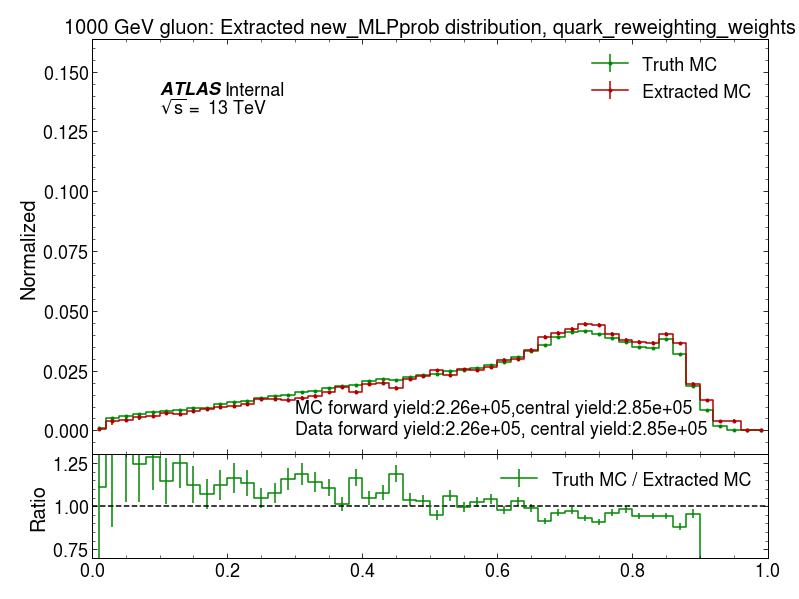 1000 GeV gluon: Extracted new_MLPprob distribution, quark_reweighting_weights
0.150
0.125
0.100
0.075
0.050
0.025
0.000
Normalized
ATLAS Internal
√s = 13 TeV
Truth MC
Extracted MC
MC forward yield:2.26e+05,central yield:2.85e+05
Data forward yield:2.26e+05, central yield:2.85e+05
1.25
1.00
0.75
Ratio
Truth MC / Extracted MC
0.0 0.2 0.4 0.6 0.8 1.0